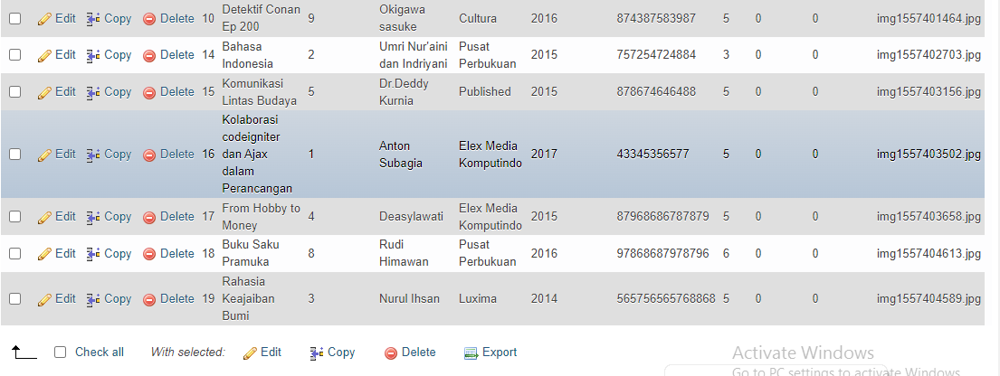 Edit Copy Delete 10 Detektif Conan Ep 200 9 Okigawa sasuke Cultura 2016 874387583987 5 0 0 img1557401464.jpg
Edit Copy Delete 14 Bahasa Indonesia 2 Umri Nur'aini dan Indriyani Pusat Perbukuan 2015 757254724884 3 0 0 img1557402703.jpg
Edit Copy Delete 15 Komunikasi Lintas Budaya 5 Dr.Deddy Kurnia Published 2015 878674646488 5 0 0 img1557403156.jpg
Edit Copy Delete 16 Kolaborasi codeigniter dan Ajax dalam Perancangan 1 Anton Subagia Elex Media Komputindo 2017 43345356577 5 0 0 img1557403502.jpg
Edit Copy Delete 17 From Hobby to Money 4 Deasylawati Elex Media Komputindo 2015 87968686787879 5 0 0 img1557403658.jpg
Edit Copy Delete 18 Buku Saku Pramuka 8 Rudi Himawan Pusat Perbukuan 2016 97868687978796 6 0 0 img1557404613.jpg
Edit Copy Delete 19 Rahasia Keajaiban Bumi 3 Nurul Ihsan Luxima 2014 565756565768868 5 0 0 img1557404589.jpg
Check all With selected: Edit Copy Delete Export
Activate Windows
Go to PC settings to activate Windows